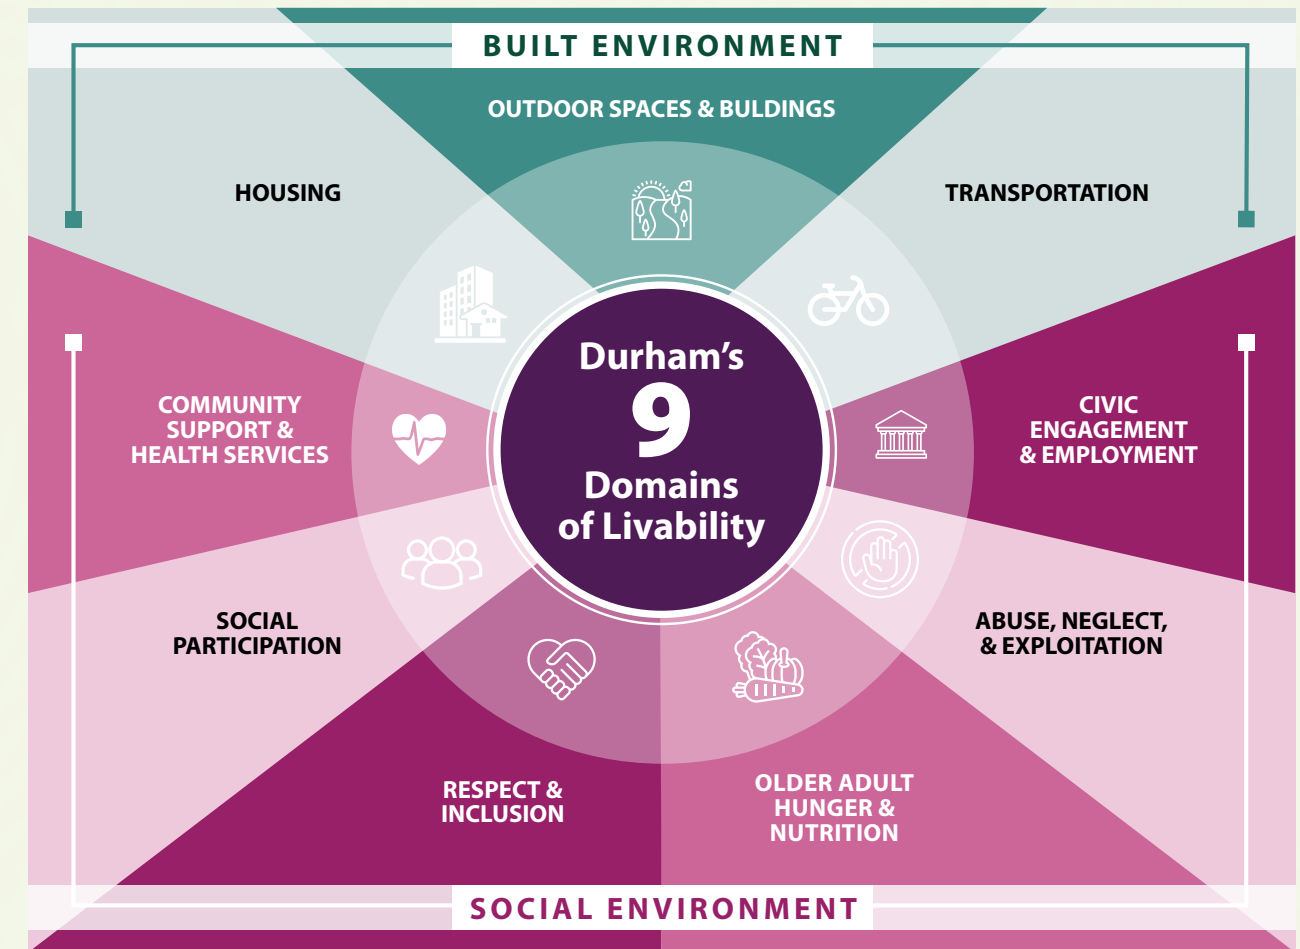 BUILT ENVIRONMENT
OUTDOOR SPACES & BULDINGS
HOUSING
TRANSPORTATION
Durham's
9
Domains
of Livability
COMMUNITY
SUPPORT &
HEALTH SERVICES
CIVIC
ENGAGEMENT
& EMPLOYMENT
SOCIAL
PARTICIPATION
ABUSE, NEGLECT,
& EXPLOITATION
RESPECT &
INCLUSION
OLDER ADULT
HUNGER &
NUTRITION
SOCIAL ENVIRONMENT